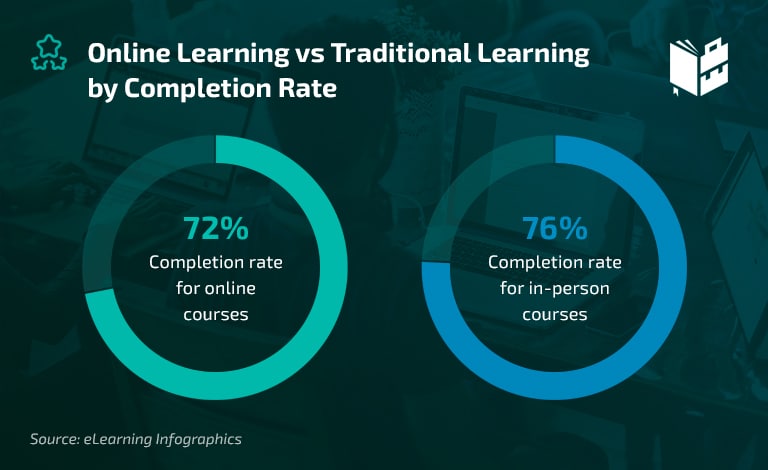 Online Learning vs Traditional Learning
by Completion Rate
72%
Completion rate
for online
courses
76%
Completion rate
for in-person
courses
Source: eLearning Infographics